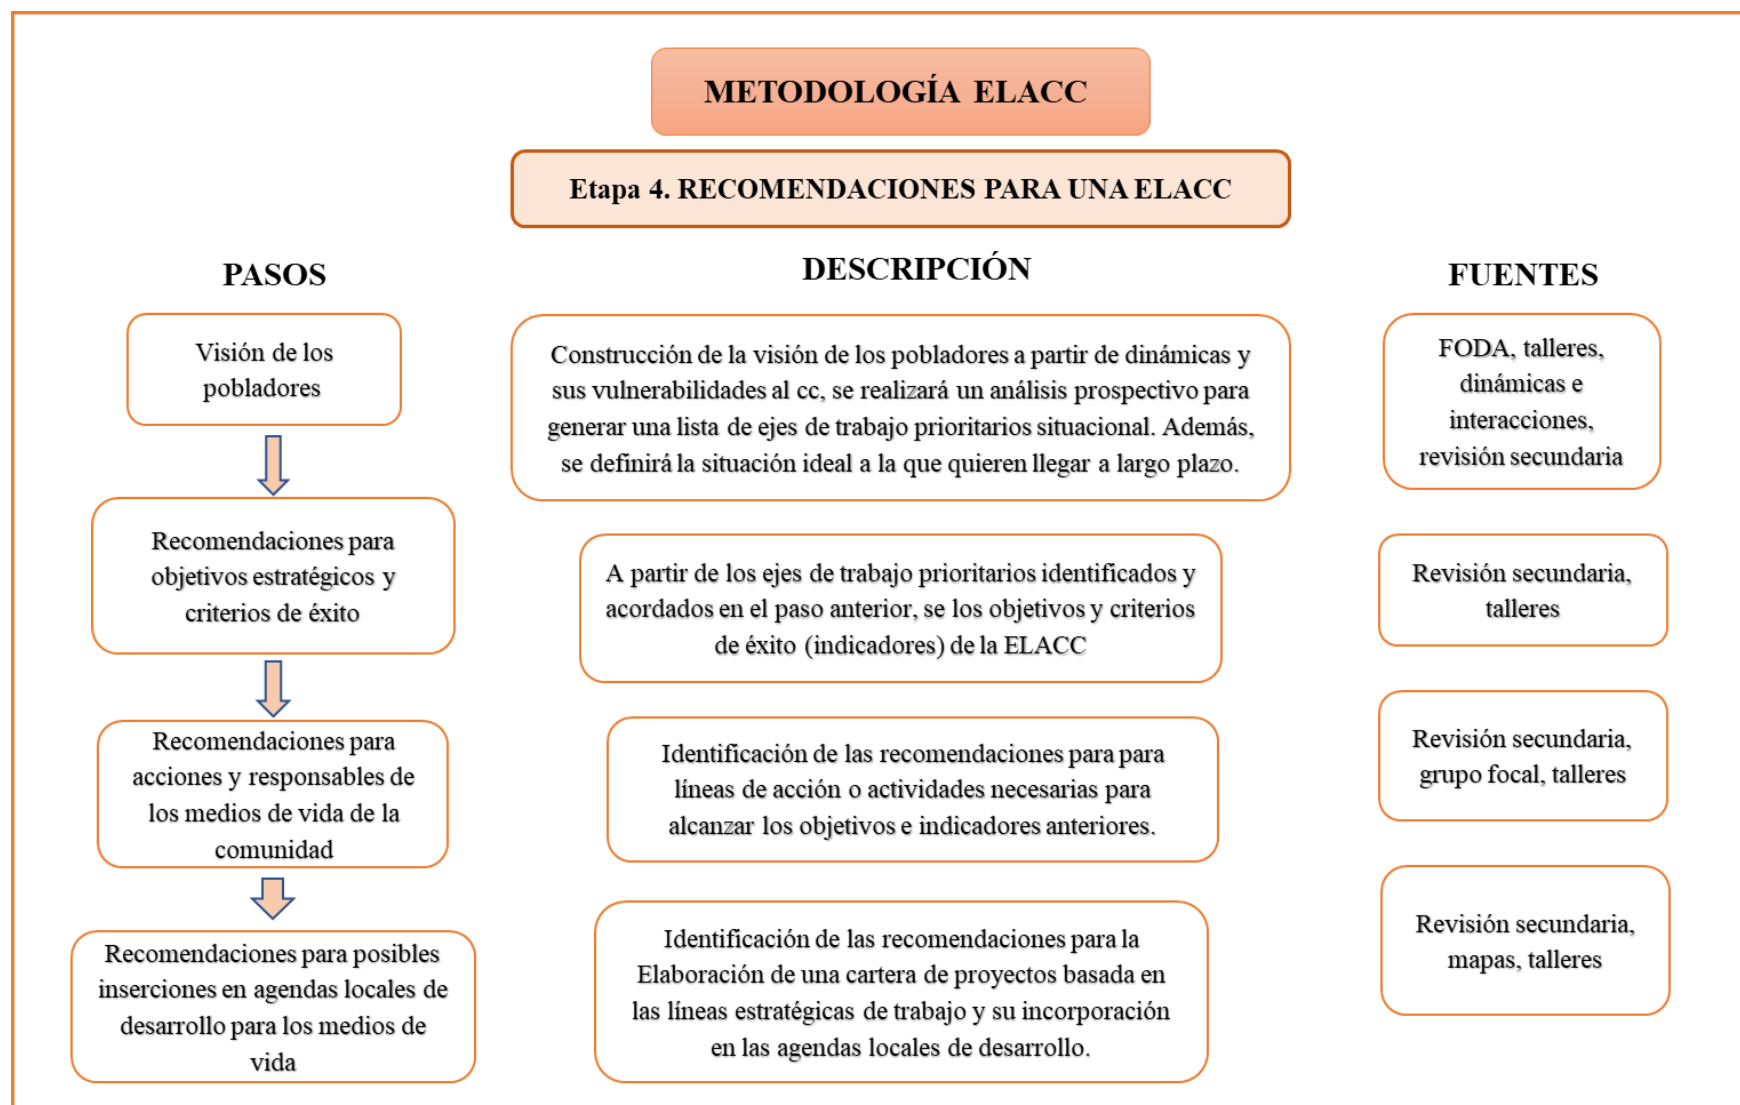 METODOLOGÍA ELACC
Etapa 4. RECOMENDACIONES PARA UNA ELACC
PASOS
DESCRIPCIÓN
FUENTES
Visión de los
pobladores
Construcción de la visión de los pobladores a partir de dinámicas y
sus vulnerabilidades al cc, se realizará un análisis prospectivo para
generar una lista de ejes de trabajo prioritarios situacional. Además,
se definirá la situación ideal a la que quieren llegar a largo plazo.
FODA, talleres,
dinámicas e
interacciones,
revisión secundaria
Recomendaciones para
objetivos estratégicos y
criterios de éxito
A partir de los ejes de trabajo prioritarios identificados y
acordados en el paso anterior, se los objetivos y criterios
de éxito (indicadores) de la ELACC
Revisión secundaria,
talleres
Recomendaciones para
acciones y responsables de
los medios de vida de la
comunidad
Identificación de las recomendaciones para para
líneas de acción o actividades necesarias para
alcanzar los objetivos e indicadores anteriores.
Revisión secundaria,
grupo focal, talleres
Recomendaciones para posibles
inserciones en agendas locales de
desarrollo para los medios de
vida
Identificación de las recomendaciones para la
Elaboración de una cartera de proyectos basada en
las líneas estratégicas de trabajo y su incorporación
en las agendas locales de desarrollo.
Revisión secundaria,
mapas, talleres